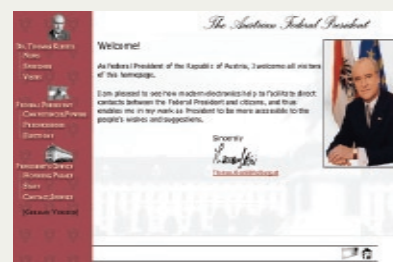 The Austrian Federal President
Welcome!
As Federal President of the Republic of Austria, I welcome all visitors
of this homepage.
I am pleased to see how modern electronics help to facilitate direct
contacts between the Federal President and citizens, and thus
enables me in my work as President to be more accessible to the
people's wishes and suggestions.
Sincerely
Dr. Thomas Klestil
News
Speeches
Federal President
Competences/Powers
Predecessors
Elections
President's Office
Hofburg Palace
Staff
Contact/Service
(German Version)